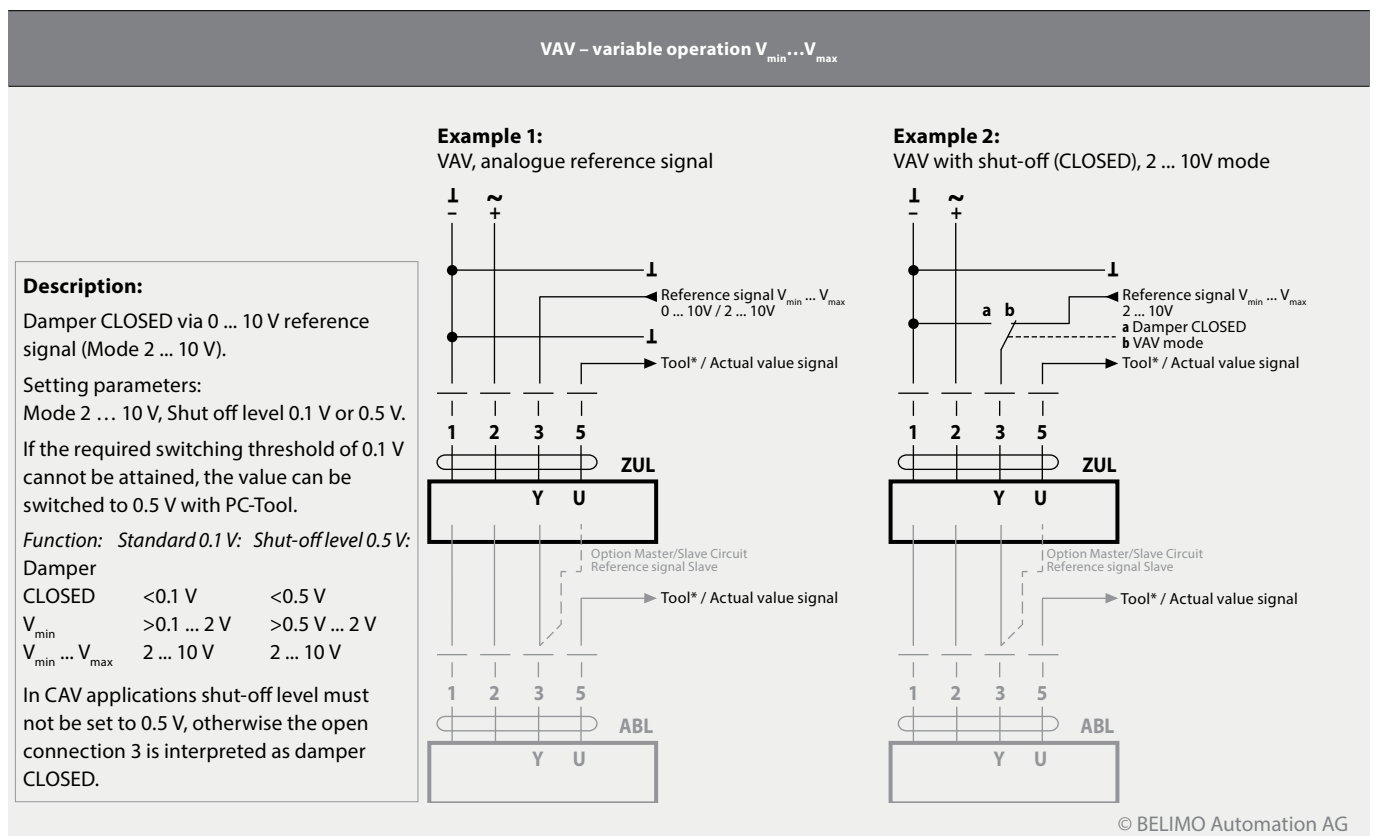 VAV – variable operation Vmin…Vmax
Description:
Damper CLOSED via 0 ... 10 V reference
signal (Mode 2 ... 10 V).
Setting parameters:
Mode 2 … 10 V, Shut off level 0.1 V or 0.5 V.
If the required switching threshold of 0.1 V
cannot be attained, the value can be
switched to 0.5 V with PC-Tool.
Function: Standard 0.1 V: Shut-off level 0.5 V:
Damper
CLOSED <0.1 V <0.5 V
Vmin >0.1 ... 2 V >0.5 V ... 2 V
Vmin ... Vmax 2 ... 10 V 2 ... 10 V
In CAV applications shut-off level must
not be set to 0.5 V, otherwise the open
connection 3 is interpreted as damper
CLOSED.
Example 1:
VAV, analogue reference signal
⊥ ~
– +
⊥
Reference signal Vmin ... Vmax
0 ... 10V / 2 ... 10V
⊥
Tool* / Actual value signal
1 2 3 5
ZUL
Y U
Option Master/Slave Circuit
Reference signal Slave
Tool* / Actual value signal
1 2 3 5
ABL
Y U
Example 2:
VAV with shut-off (CLOSED), 2 ... 10V mode
⊥ ~
– +
⊥
Reference signal Vmin ... Vmax
2 ... 10V
a b
a Damper CLOSED
b VAV mode
Tool* / Actual value signal
1 2 3 5
ZUL
Y U
Option Master/Slave Circuit
Reference signal Slave
Tool* / Actual value signal
1 2 3 5
ABL
Y U
© BELIMO Automation AG